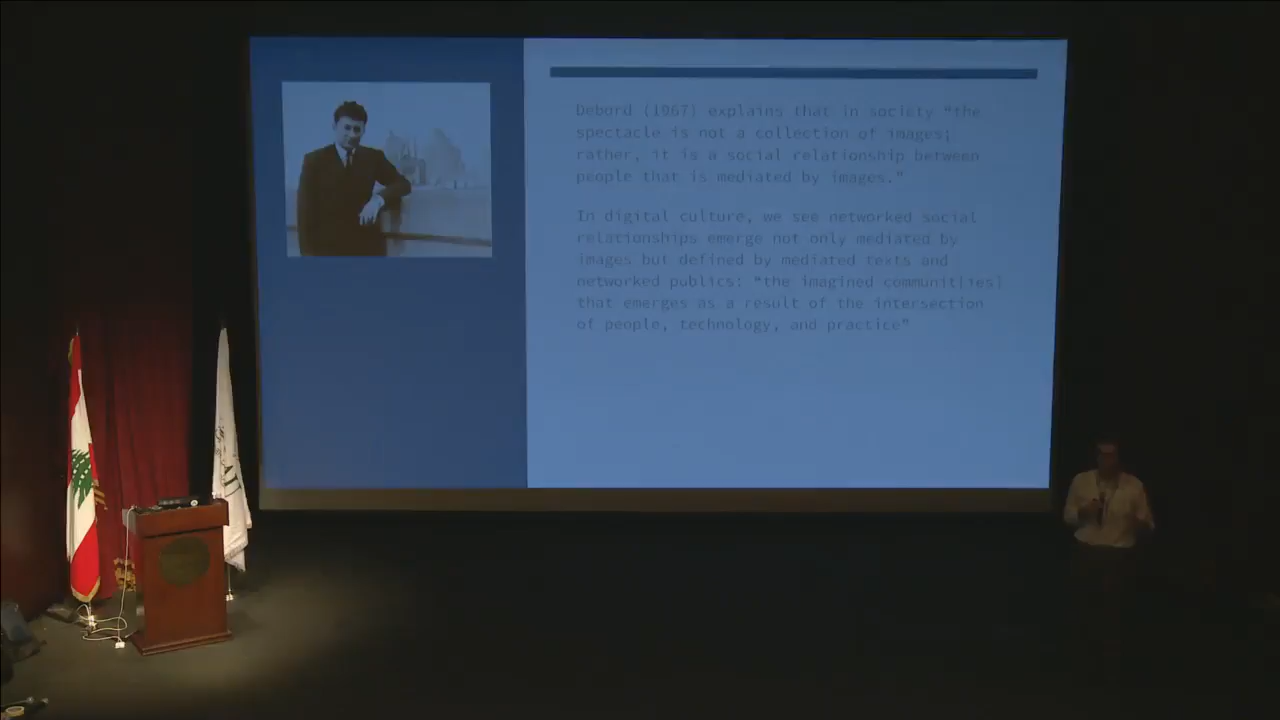 Debord (1967) explains that in society “the
spectacle is not a collection of images;
rather, it is a social relationship between
people that is mediated by images.”
In digital culture, we see networked social
relationships emerge not only mediated by
images but defined by mediated texts and
networked publics: “the imagined communit[ies]
that emerges as a result of the intersection
of people, technology, and practice”